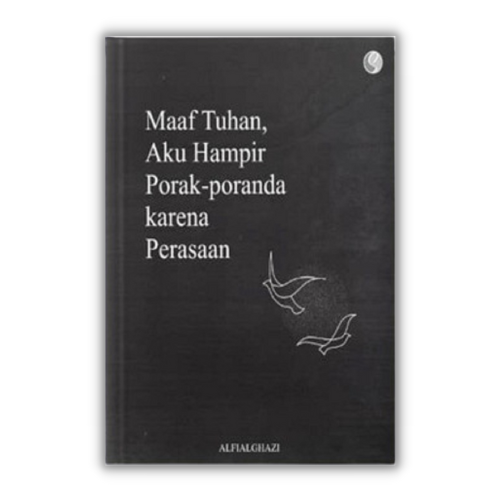 Maaf Tuhan,
Aku Hampir
Porak-poranda
karena
Perasaan
ALFIALGHAZI